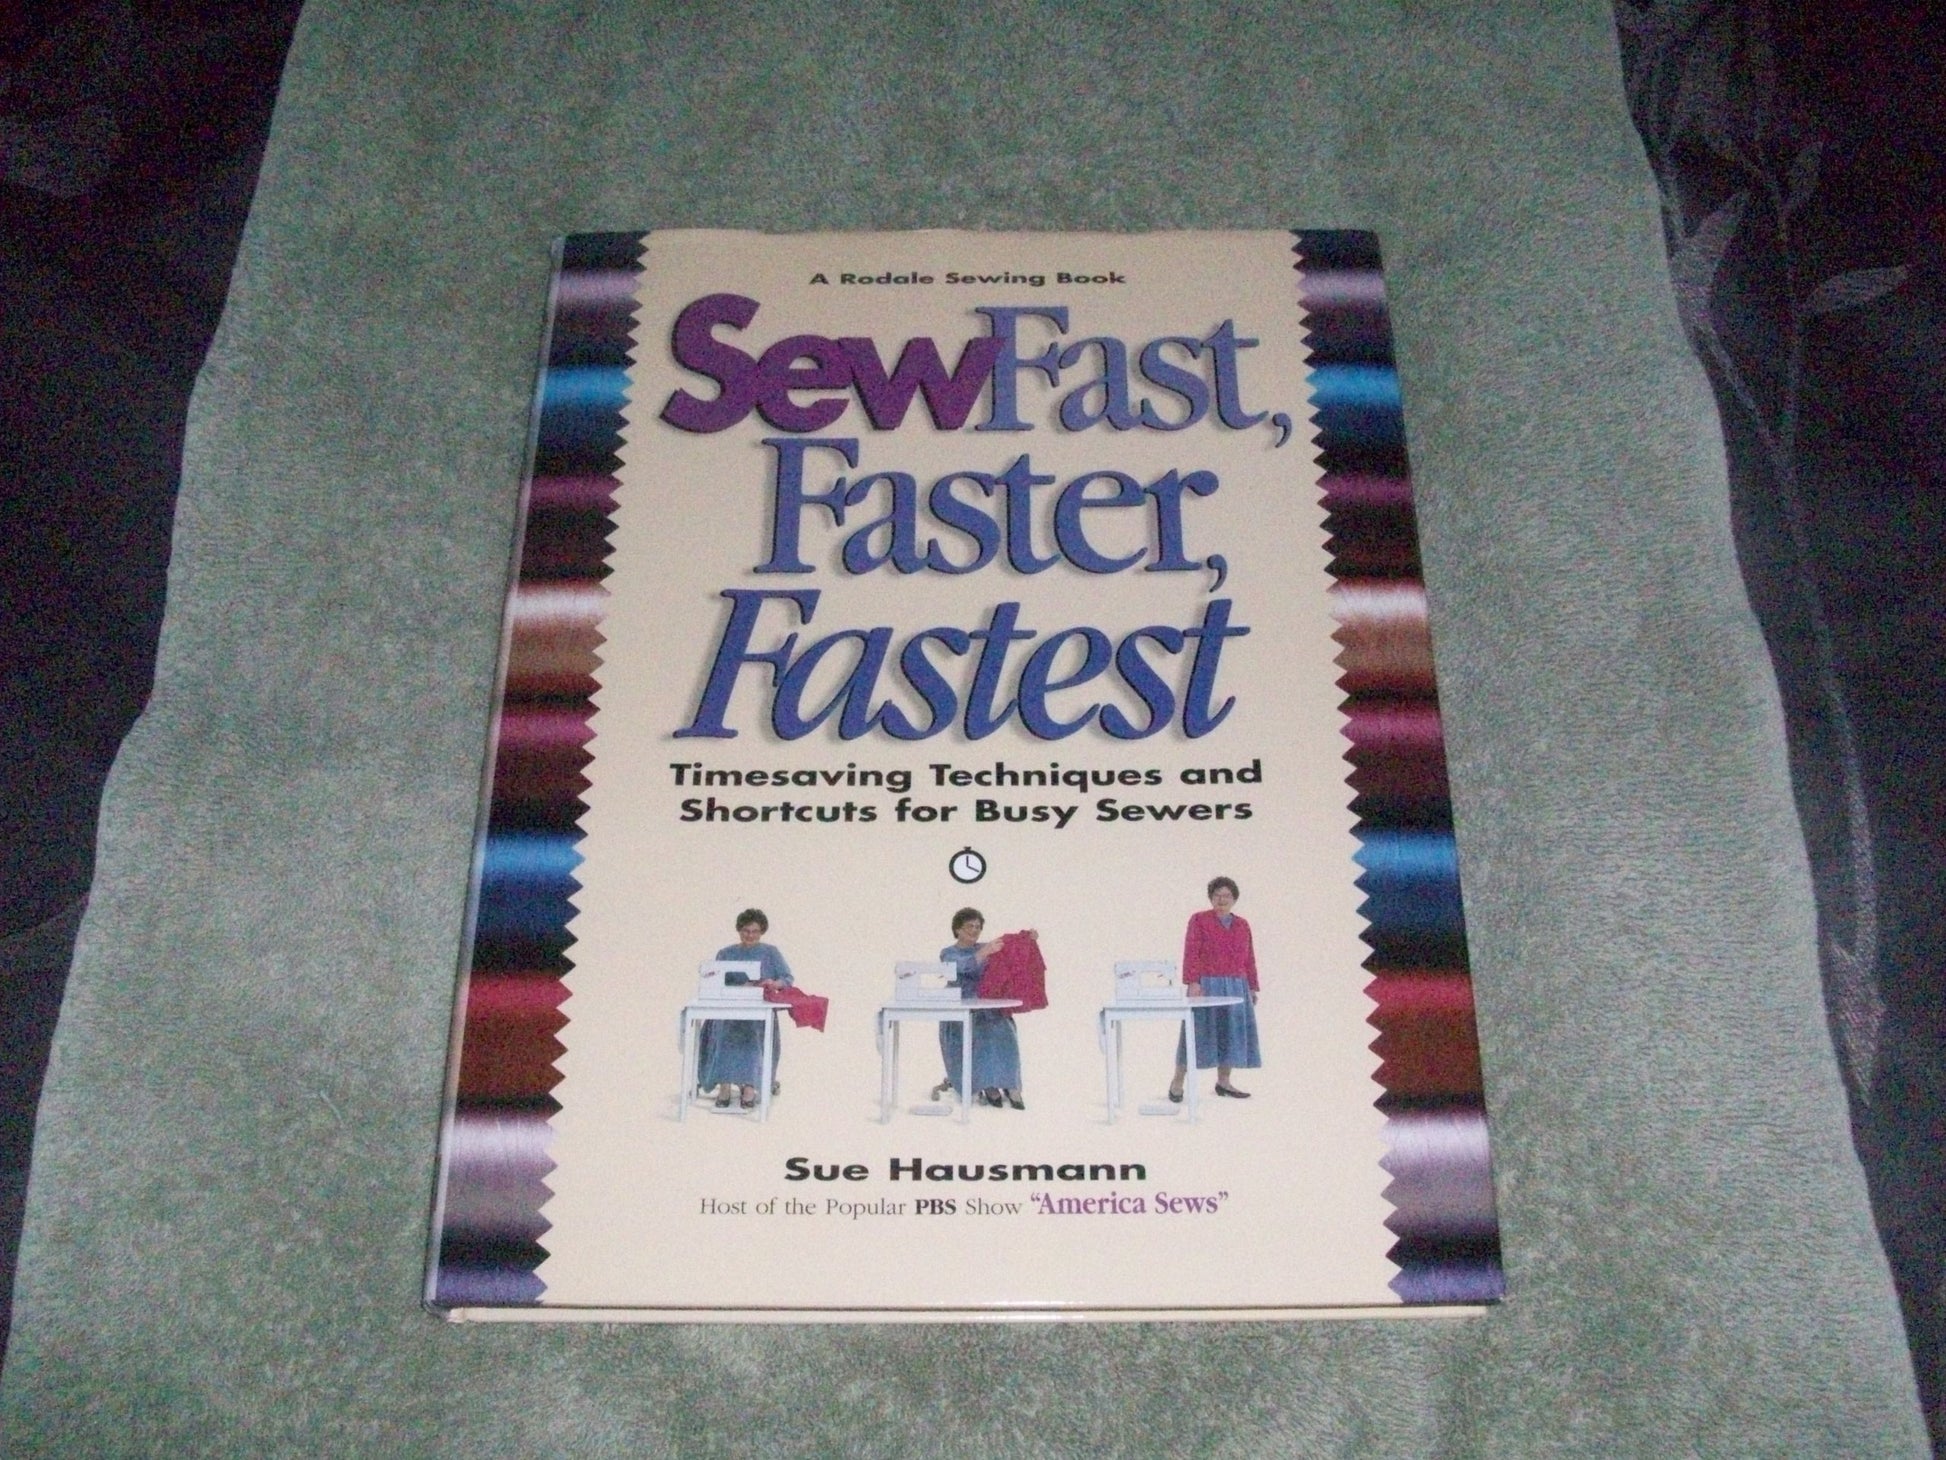 A Rodale Sewing Book
SewFast,
Faster,
Fastest
Timesaving Techniques and
Shortcuts for Busy Sewers
Sue Hausmann
Host of the Popular PBS Show "America Sews"